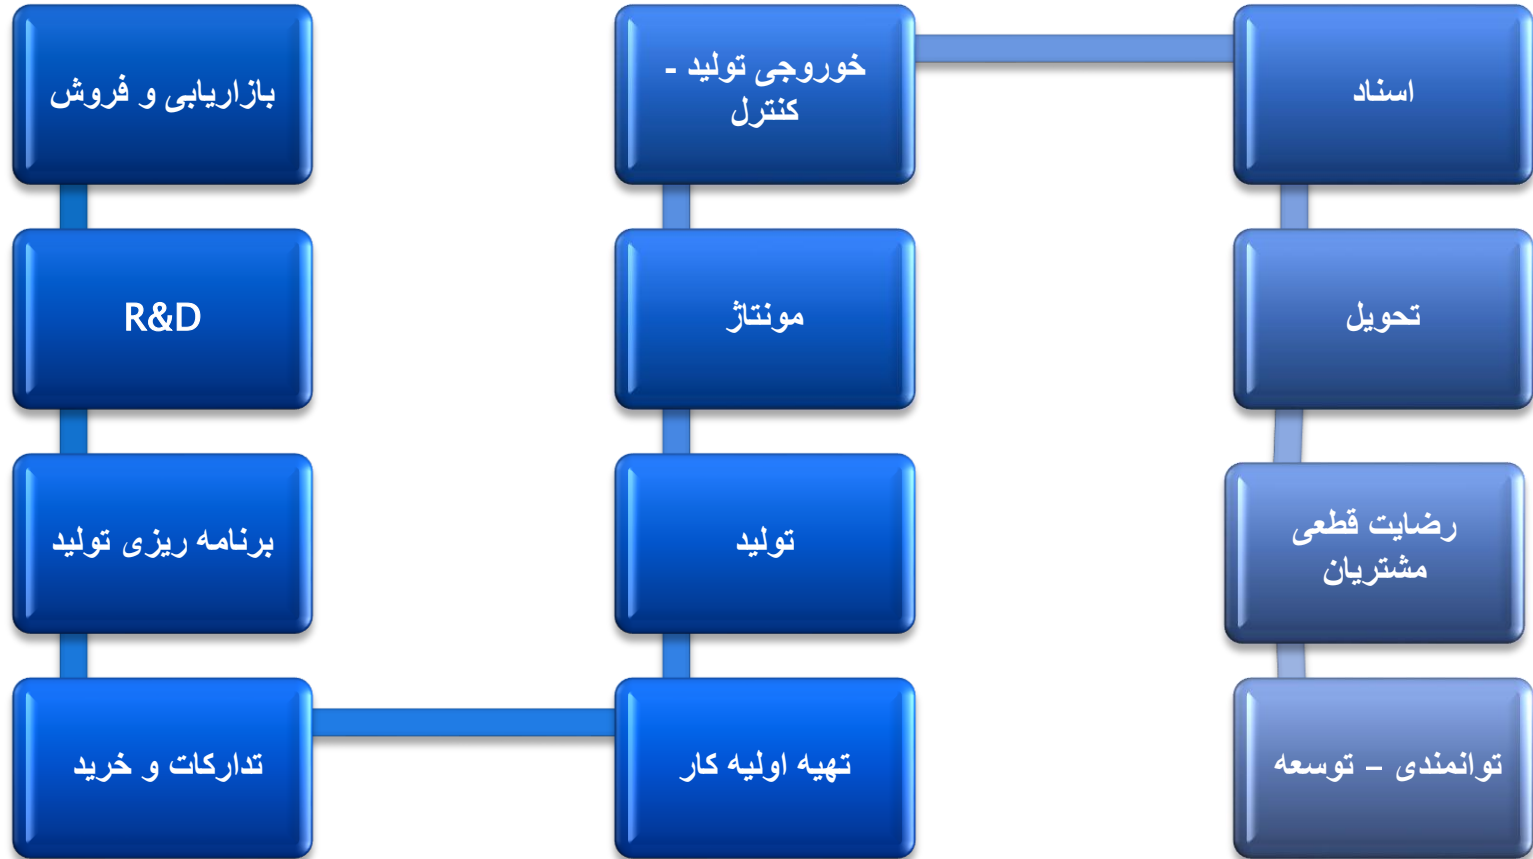 بازاریابی و فروش
R&D
برنامه ریزی تولید
تدارکات و خرید
تهیه اولیه کار
تولید
مونتاژ
خوروجی تولید -
کنترل
اسناد
تحویل
رضایت قطعی
مشتریان
توانمندی – توسعه